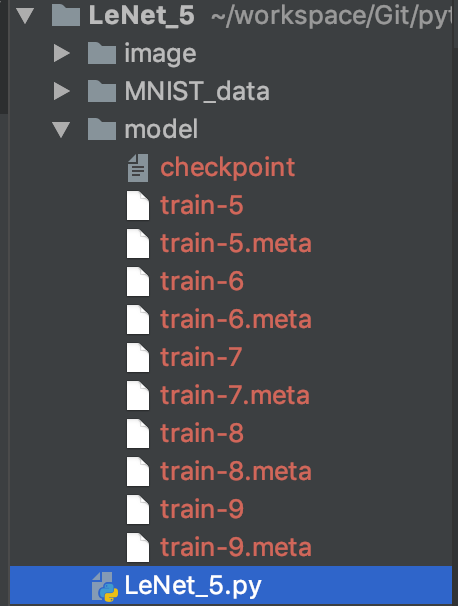 LeNet_5 ~/workspace/Git/pyt
image
MNIST_data
model
checkpoint
train-5
train-5.meta
train-6
train-6.meta
train-7
train-7.meta
train-8
train-8.meta
train-9
train-9.meta
LeNet_5.py